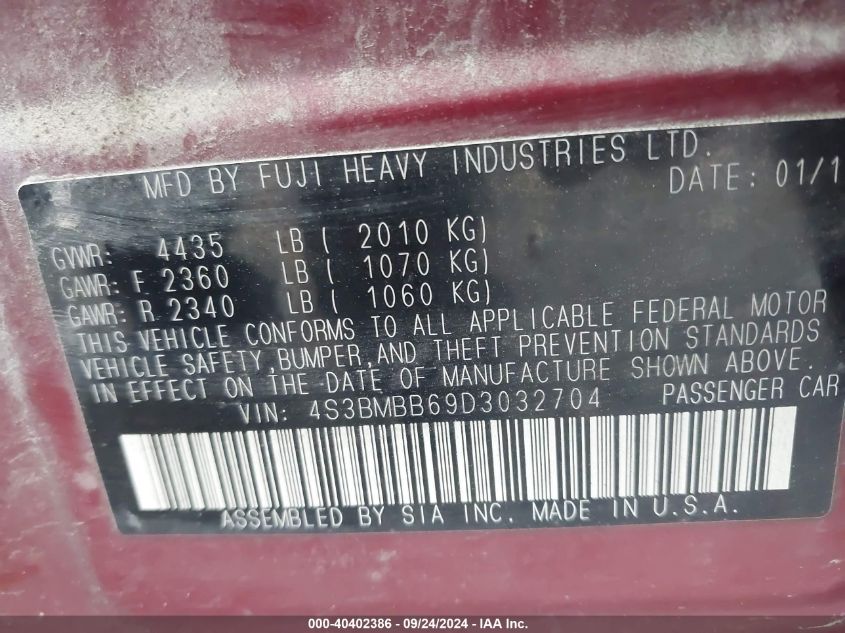 MFD BY FUJI HEAVY INDUSTRIES LTD.
DATE: 01/1
GVWR: 4435 LB ( 2010 KG)
GAWR: F 2360 LB ( 1070 KG)
GAWR: R 2340 LB ( 1060 KG)
THIS VEHICLE CONFORMS TO ALL APPLICABLE FEDERAL MOTOR
VEHICLE SAFETY, BUMPER, AND THEFT PREVENTION STANDARDS
IN EFFECT ON THE DATE OF MANUFACTURE SHOWN ABOVE.
VIN: 4S3BMBB69D3032704 PASSENGER CAR
ASSEMBLED BY SIA INC. MADE IN U.S.A.
000-40402386 - 09/24/2024 - IAA Inc.